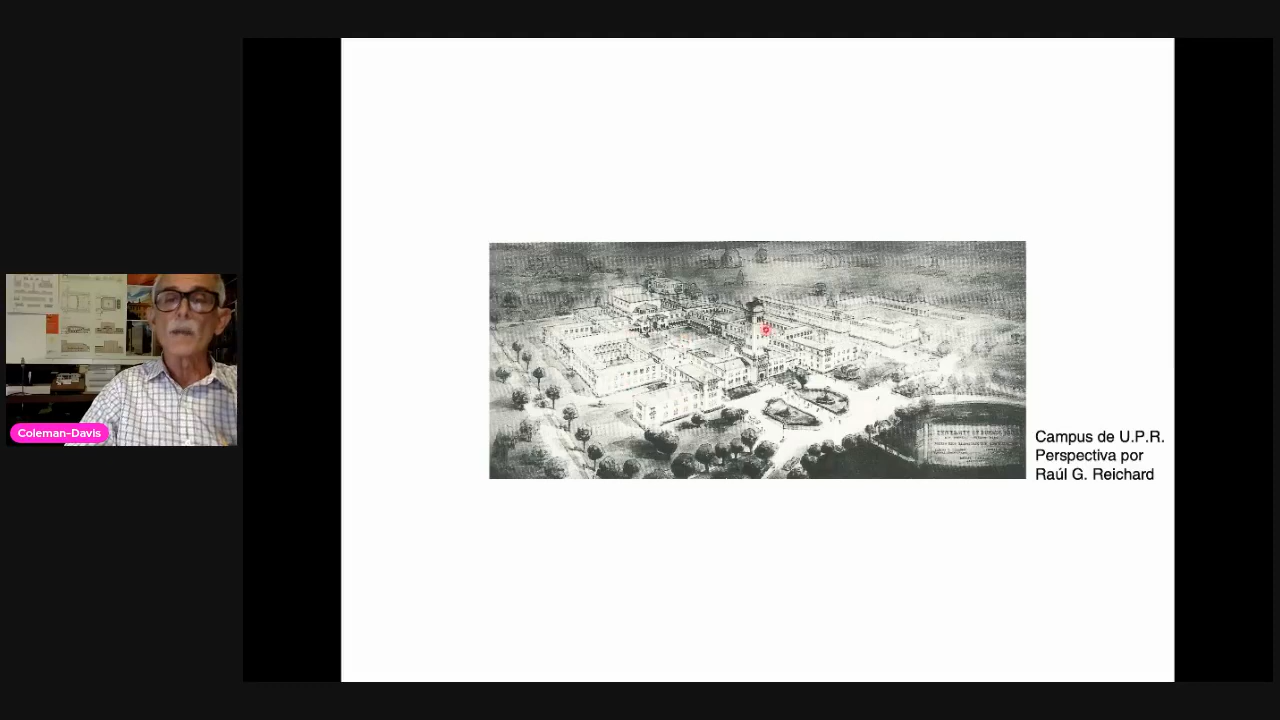 Coleman-Davis
Campus de U.P.R.
Perspectiva por
Raúl G. Reichard